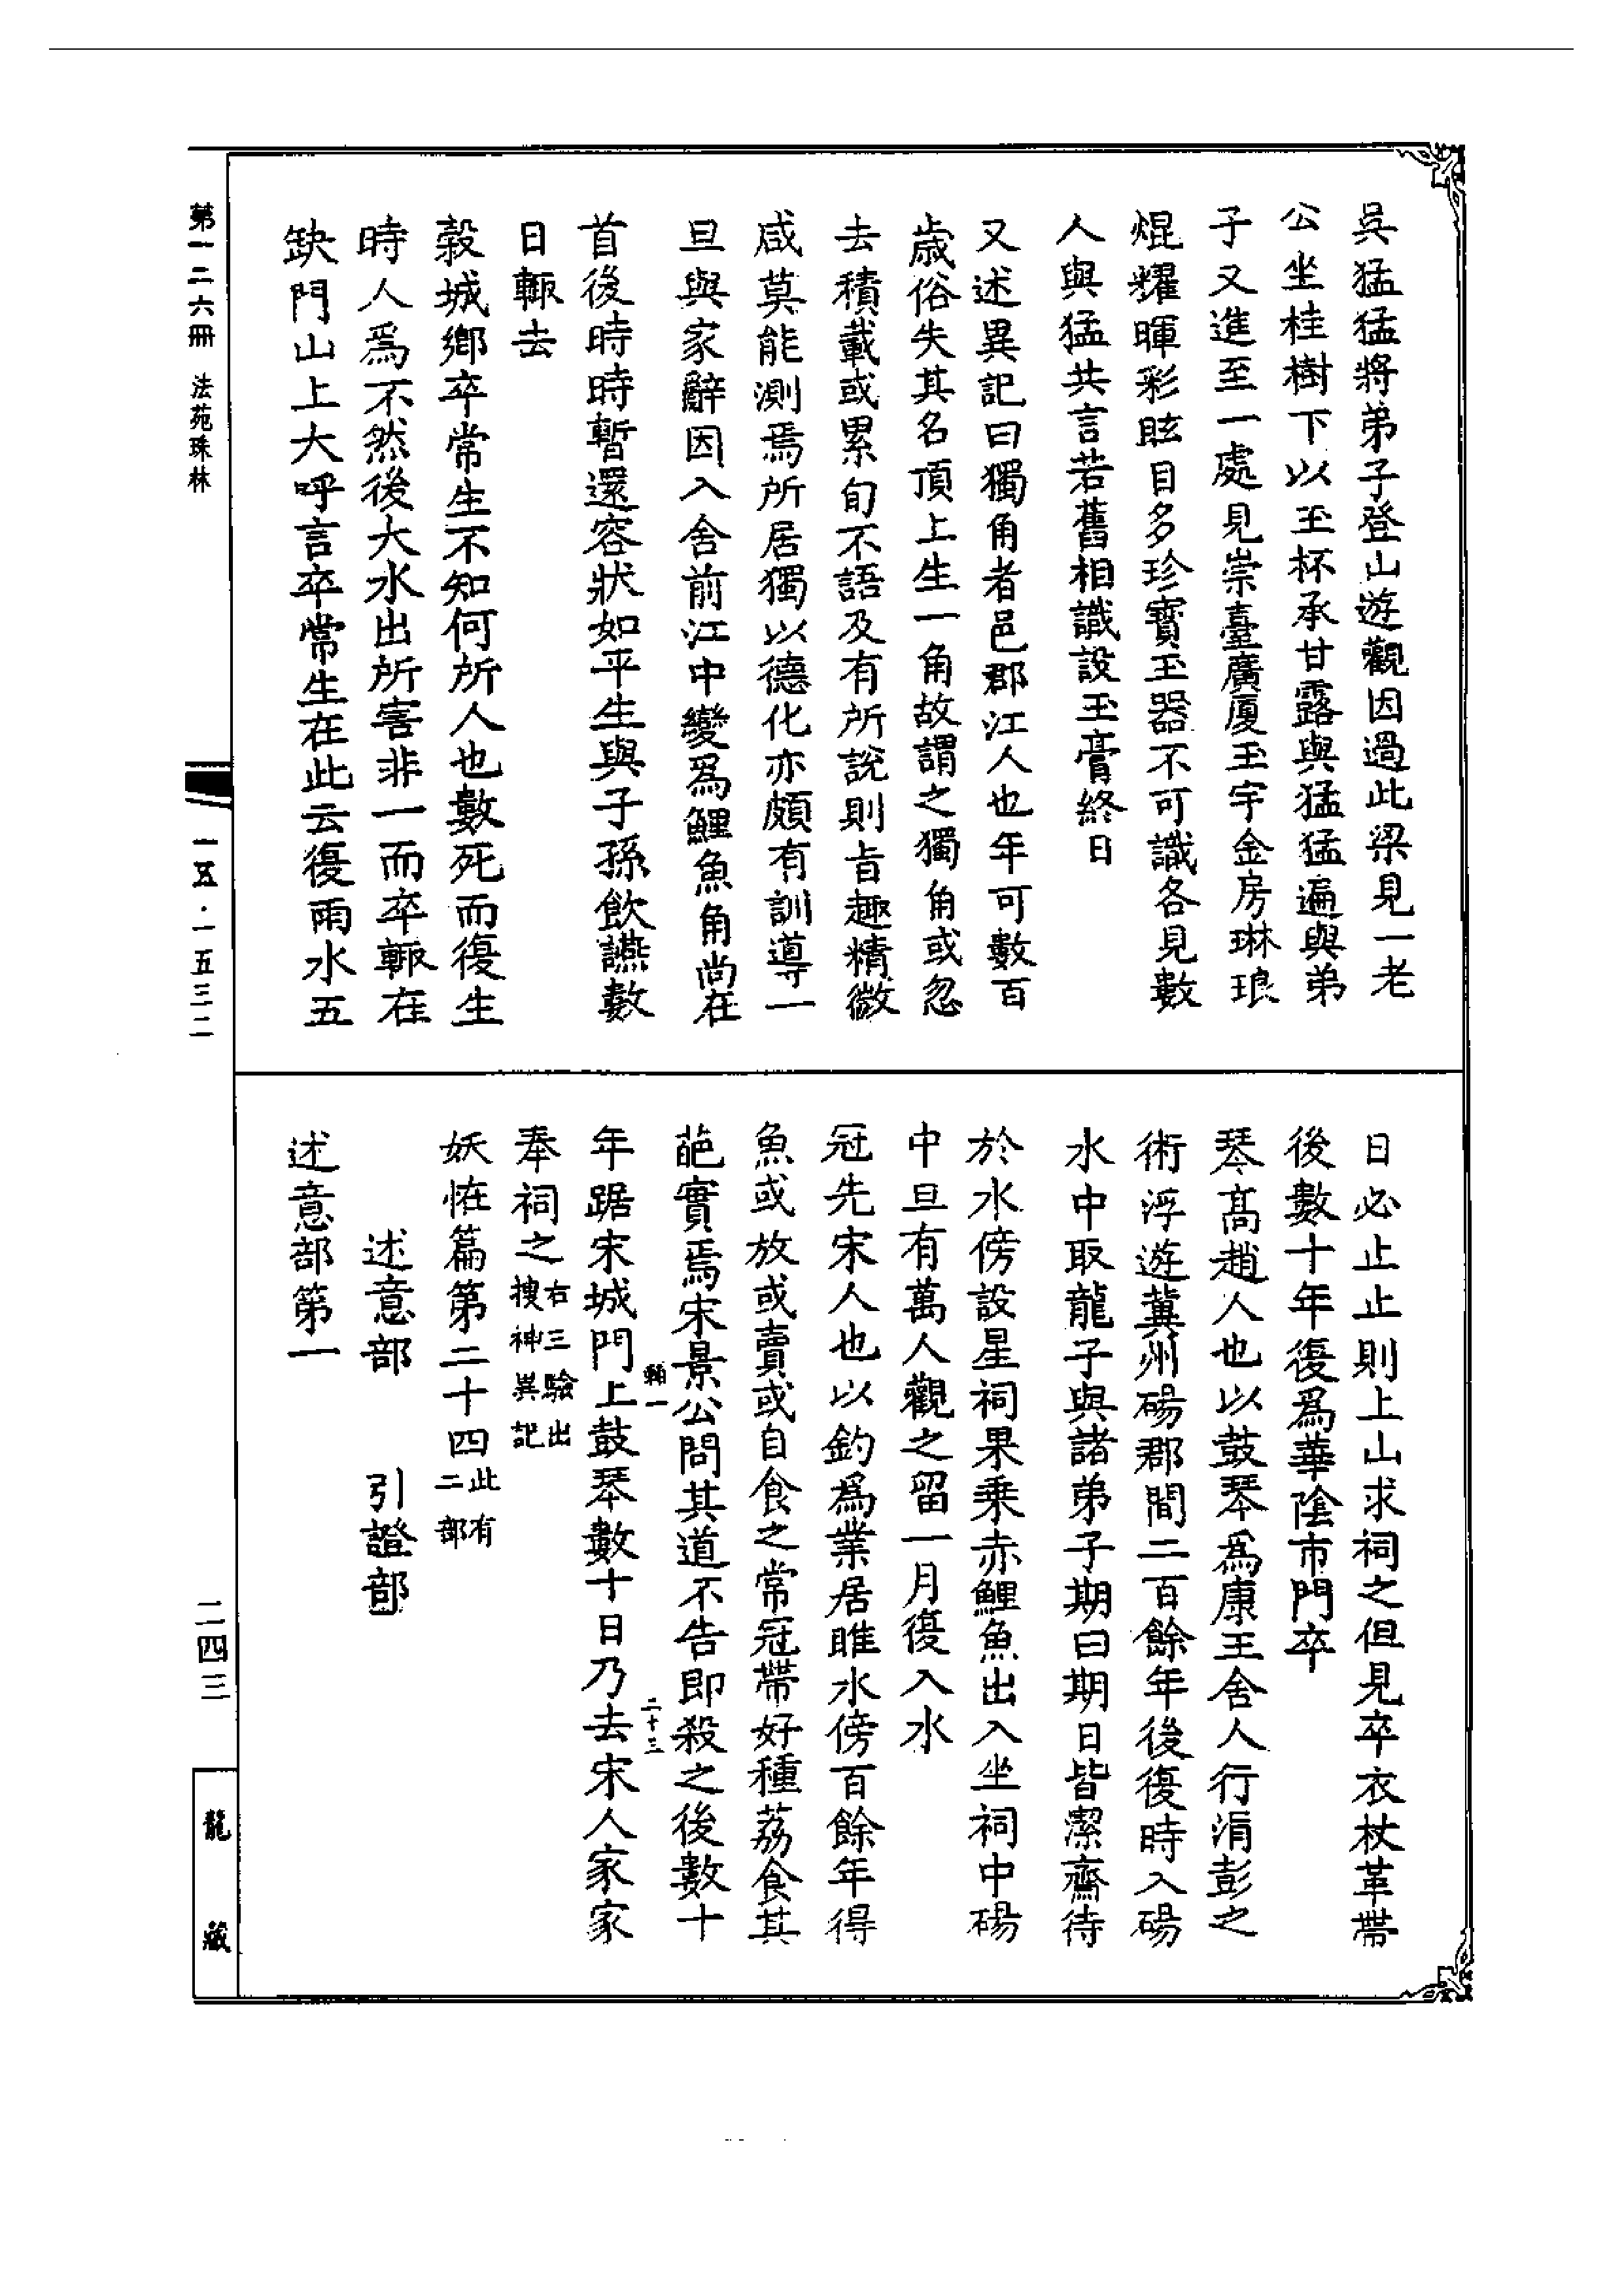 吳猛猛將弟子登山遊觀因過此梁見一老
公坐桂樹下以玉杯承甘露與猛猛遍與弟
子又進至一處見崇臺廣厦玉宇金房琳琅
焜耀暉彩眩目多珍寶玉器不可識各見數
人與猛共言若舊相識設玉膏終日
又述異記曰獨角者邑郡江人也年可數百
歲俗失其名頂上生一角故謂之獨角或忽
去積載或累旬不語及有所說則旨趣精微
咸莫能測焉所居獨以德化亦頗有訓導一
旦與家辭因入舍前江中變爲鯉魚角尚在
首後時時暫還容狀如平生與子孫飲讌數
日輙去
穀城鄉卒常生不知何所人也數死而復生
時人爲不然後大水出所害非一而卒輙在
缺門山上大呼言卒常生在此云復雨水五
日必止止則上山求祠之但見卒衣杖革帶
後數十年復爲華陰市門卒
琴高趙人也以鼓琴爲康王舍人行涓彭之
術浮遊冀州碭郡間二百餘年後復時入碭
水中取龍子與諸弟子期曰期日皆潔齋待
於水傍設星祠果乘赤鯉魚出入坐祠中碭
中旦有萬人觀之留一月復入水
冠先宋人也以釣爲業居睢水傍百餘年得
魚或放或賣或自食之常冠帶好種荔食其
葩實焉宋景公問其道不告即殺之後數十
輔一
二十三
年踞宋城門上鼓琴數十日乃去宋人家家
奉祠之右三驗出
搜神異記
妖怪篇第二十四此有
二部
述意部　引證部
述意部第一
第一二六冊　法苑珠林
一五·一五三二
二四三
龍藏